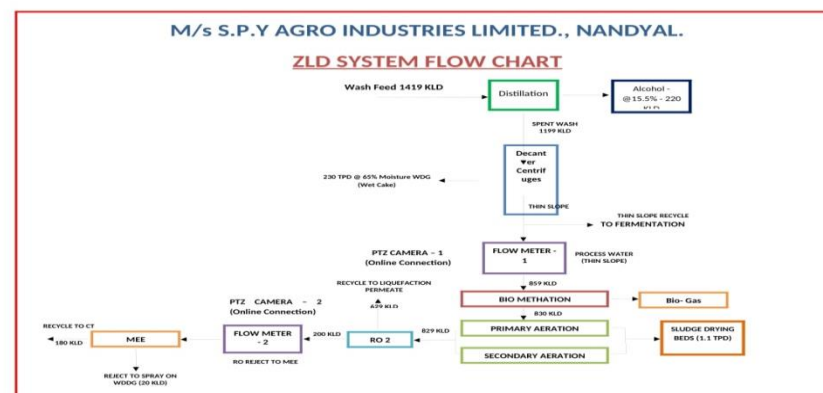 M/s S.P.Y AGRO INDUSTRIES LIMITED., NANDYAL.
ZLD SYSTEM FLOW CHART
Wash Feed 1419 KLD
Distillation
Alcohol -
@15.5% - 220
SPENT WASH
1199 KLD
Decant
er
Centrif
uges
230 TPD @ 65% Moisture WDG
(Wet Cake)
THIN SLOPE
THIN SLOPE RECYCLE
TO FERMENTATION
PTZ CAMERA - 1
(Online Connection)
FLOW METER -
1
PROCESS WATER
(THIN SLOPE)
859 KLD
RECYCLE TO LIQUEFACTION
PERMEATE
629 KLD
BIO METHATION
Bio- Gas
830 KLD
PTZ CAMERA - 2
(Online Connection)
RECYCLE TO CT
180 KLD
MEE
FLOW METER
- 2
200 KLD
RO 2
829 KLD
PRIMARY AERATION
SECONDARY AERATION
SLUDGE DRYING
BEDS (1.1 TPD)
RO REJECT TO MEE
REJECT TO SPRAY ON
WDDG (20 KLD)